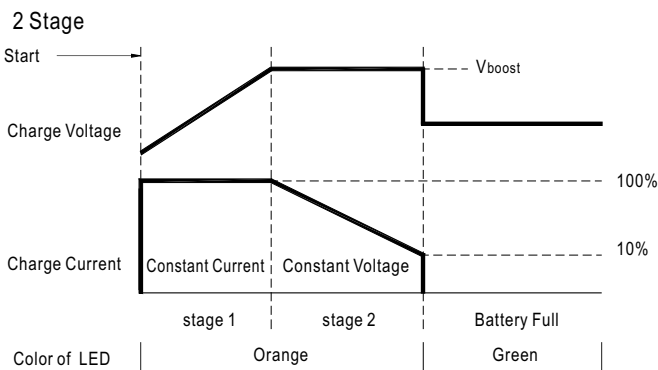 2 Stage
Start
Vboost
Charge Voltage
100%
10%
Charge Current Constant Current Constant Voltage
stage 1 stage 2 Battery Full
Color of LED Orange Green